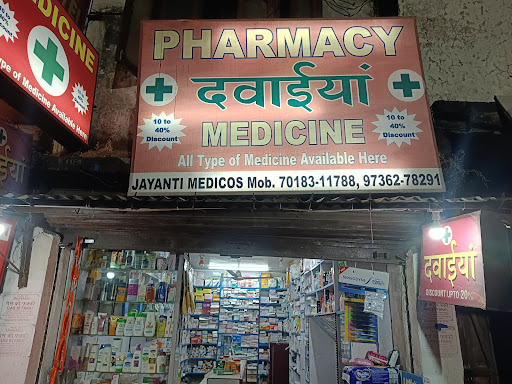 MEDICINE
Type of Medicine Available Here
PHARMACY
दवाईयां
10 to
40%
Discount
10 to
40%
Discount
MEDICINE
All Type of Medicine Available Here
JAYANTI MEDICOS Mob. 70183-11788, 97362-78291
दवाईयां
DISCOUNT UPTO 20%